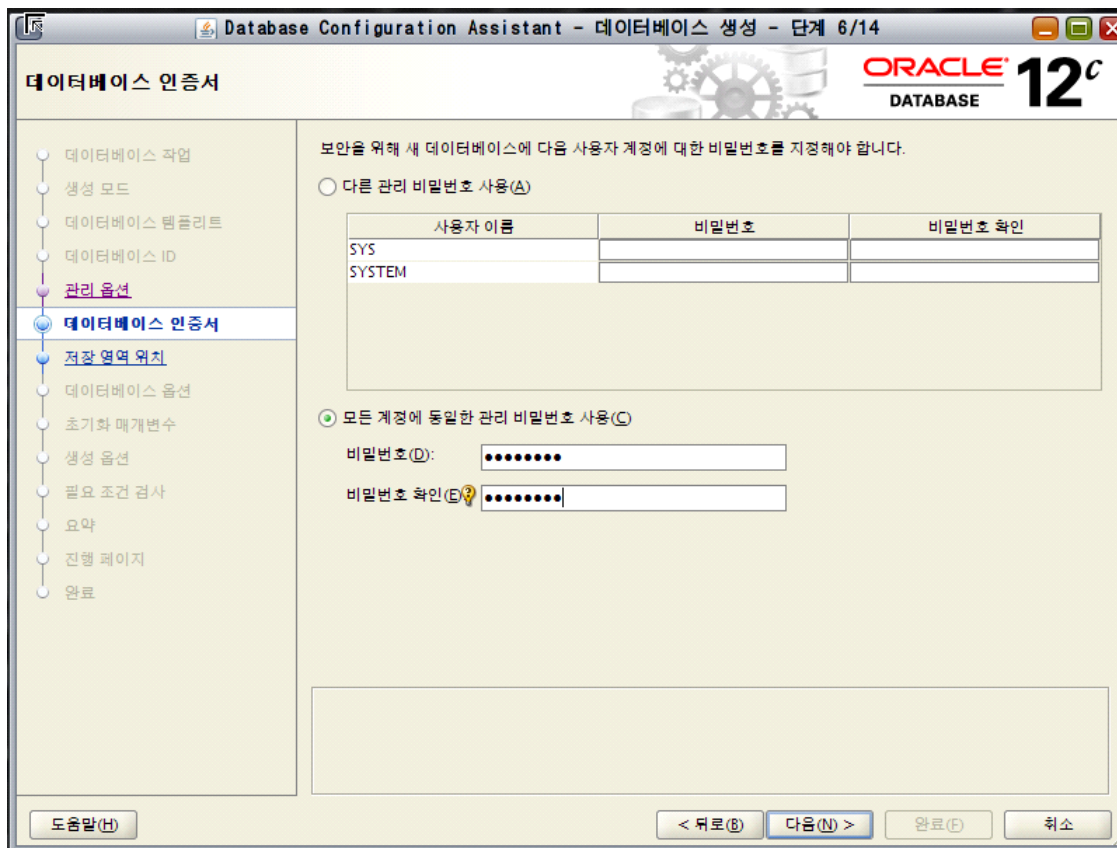 Database Configuration Assistant - 데이터베이스 생성 - 단계 6/14
데이터베이스 인증서
ORACLE
DATABASE
12c
데이터베이스 작업
생성 모드
데이터베이스 템플리트
데이터베이스 ID
관리 옵션
데이터베이스 인증서
저장 영역 위치
데이터베이스 옵션
초기화 매개변수
생성 옵션
필요 조건 검사
요약
진행 페이지
완료
보안을 위해 새 데이터베이스에 다음 사용자 계정에 대한 비밀번호를 지정해야 합니다.
다른 관리 비밀번호 사용(A)
사용자 이름 비밀번호 비밀번호 확인
SYS
SYSTEM
모든 계정에 동일한 관리 비밀번호 사용(C)
비밀번호(D): ••••••••
비밀번호 확인(E) ••••••••
도움말(H) < 뒤로(B) 다음(N) > 완료(F) 취소